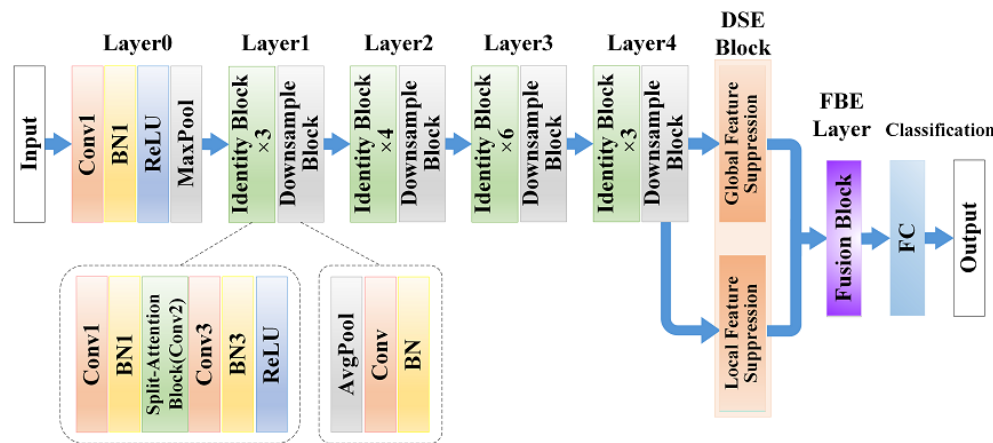 Layer0
Layer1
Layer2
Layer3
Layer4
DSE
Block
FBE
Layer
Classification
Input
Conv1
BN1
ReLU
MaxPool
Identity Block
×3
Downsample
Block
Identity Block
×4
Downsample
Block
Identity Block
×6
Downsample
Block
Identity Block
×3
Downsample
Block
Global Feature
Suppression
Local Feature
Suppression
Fusion Block
FC
Output
Conv1
BN1
Split-Attention
Block(Conv2)
Conv3
BN3
ReLU
AvgPool
Conv
BN